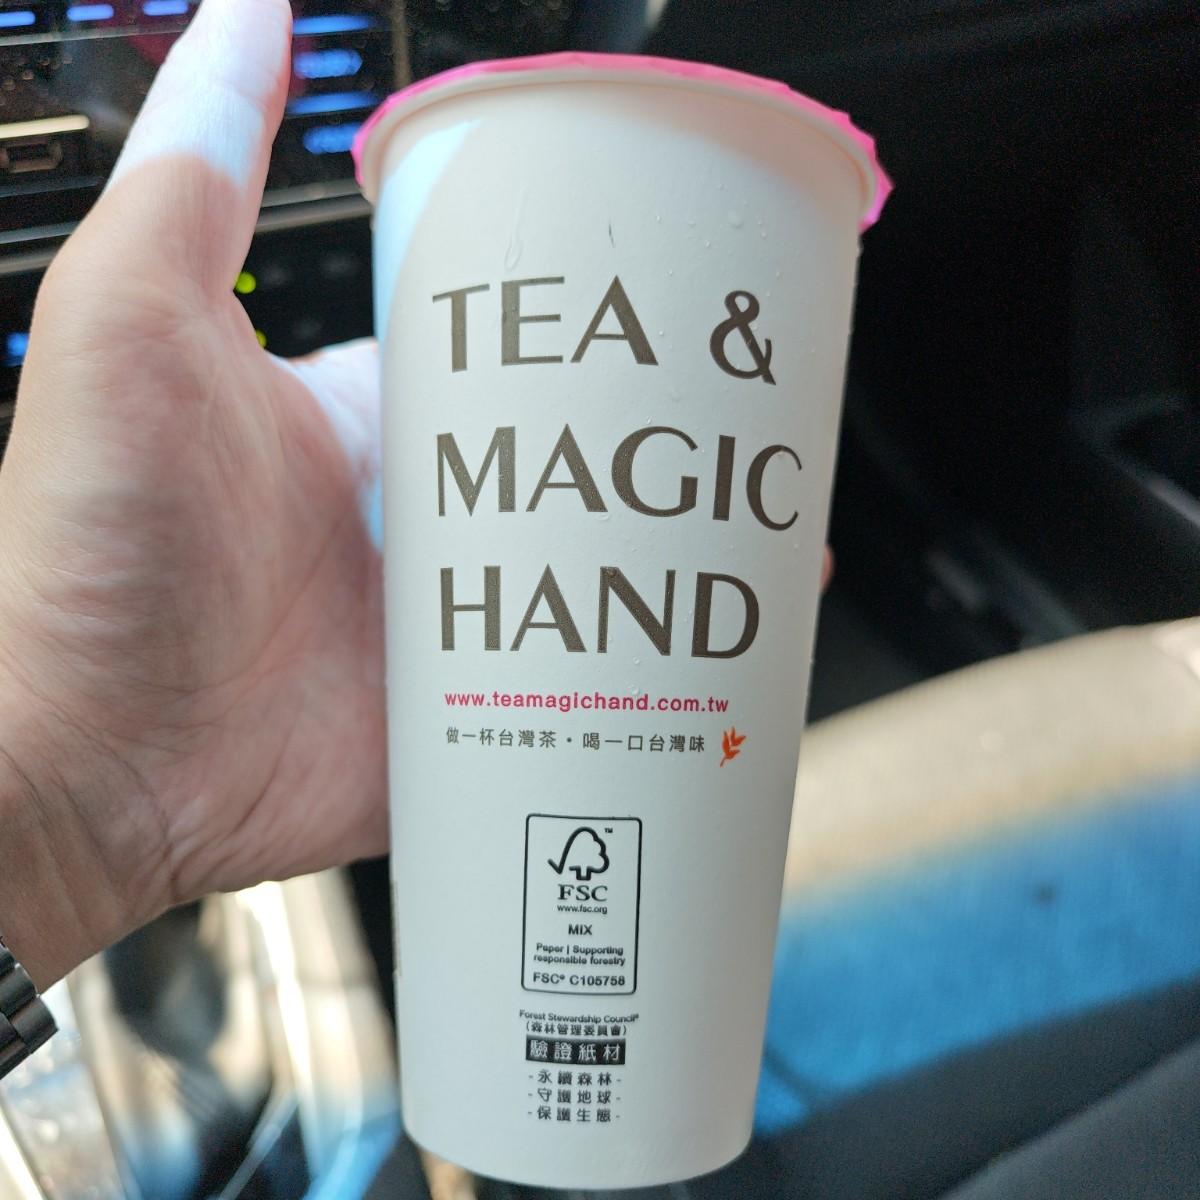 TEA &
MAGIC
HAND
www.teamagichand.com.tw
做一杯台灣茶・喝一口台灣味
FSC
www.fsc.org
MIX
Paper | Supporting
responsible forestry
FSC® C105758
Forest Stewardship Council®
(森林管理委員會)
驗證紙材
-永續森林-
-守護地球-
-保護生態-